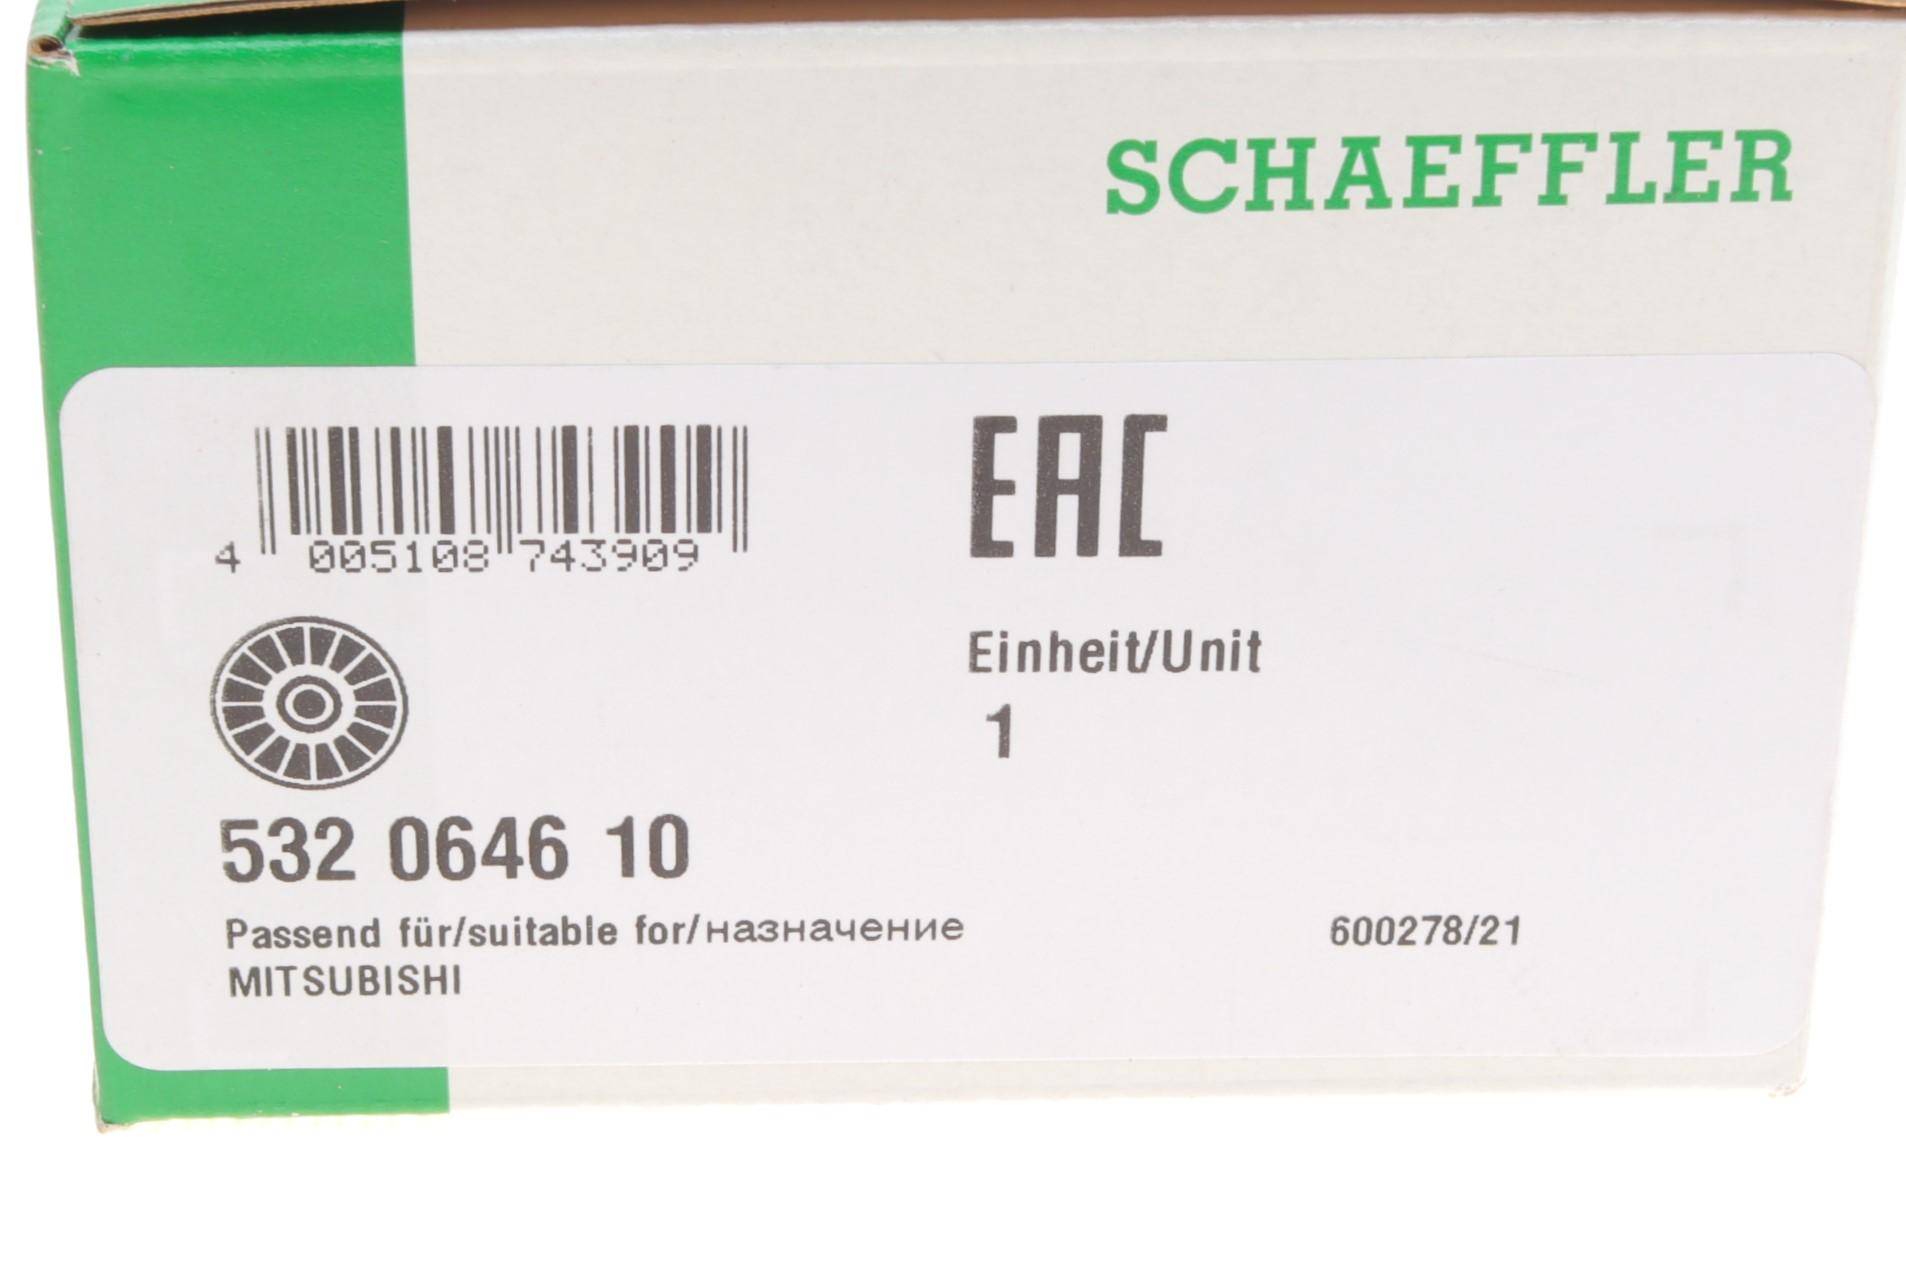 SCHAEFFLER
EAC
4 005108 743909
Einheit/Unit
1
532 0646 10
Passend für/suitable for/назначение
MITSUBISHI
600278/21